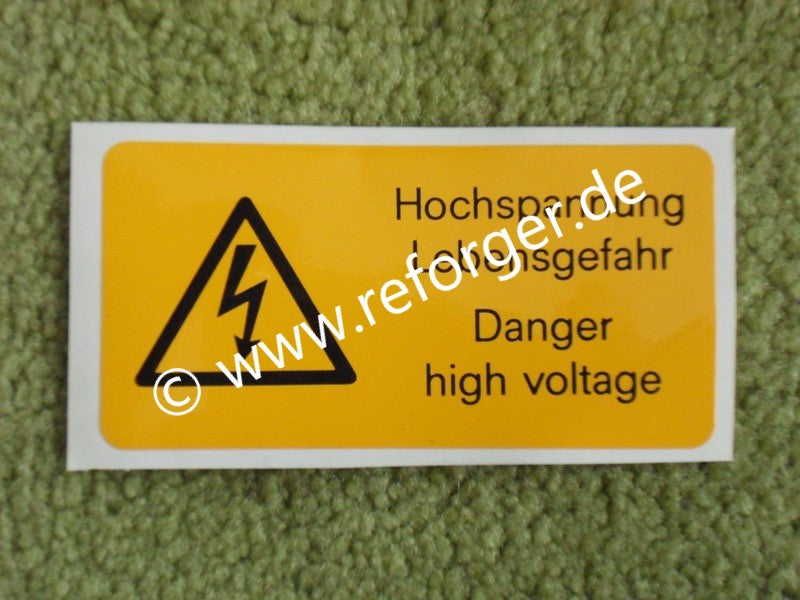 Hochspannung
Lebensgefahr
Danger
high voltage
© www.reforger.de